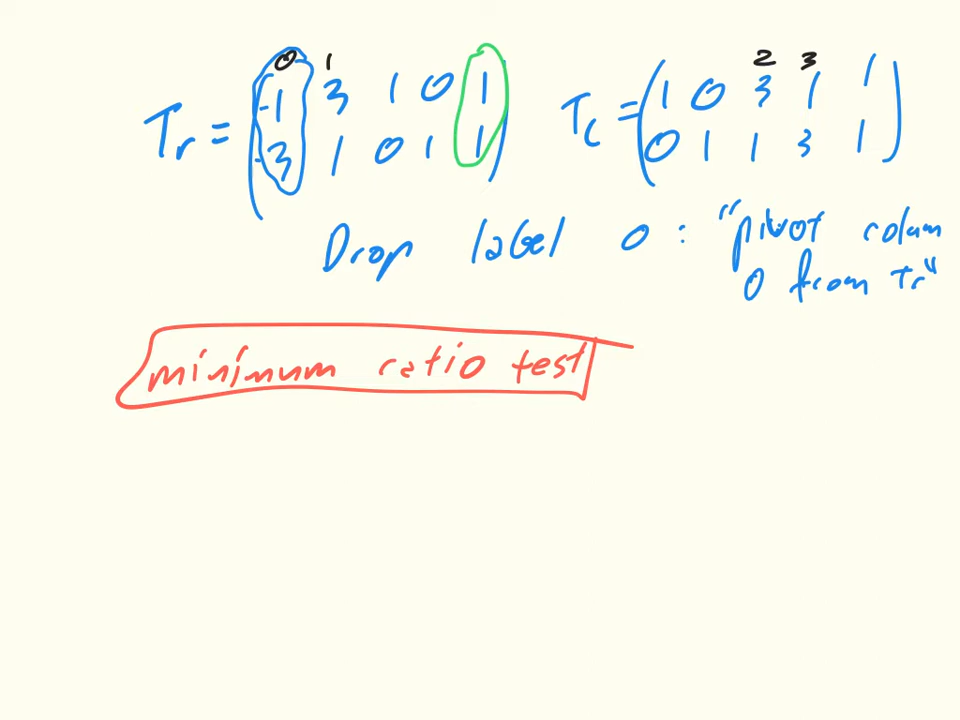 0 1 2 3
Tr = ( -1 3 1 0 1 Tc = ( 1 0 3 1 1 )
-3 1 0 1 1 ) 0 1 1 3 1
Drop label 0 : "pivot column
0 from Tr"
minimum ratio test